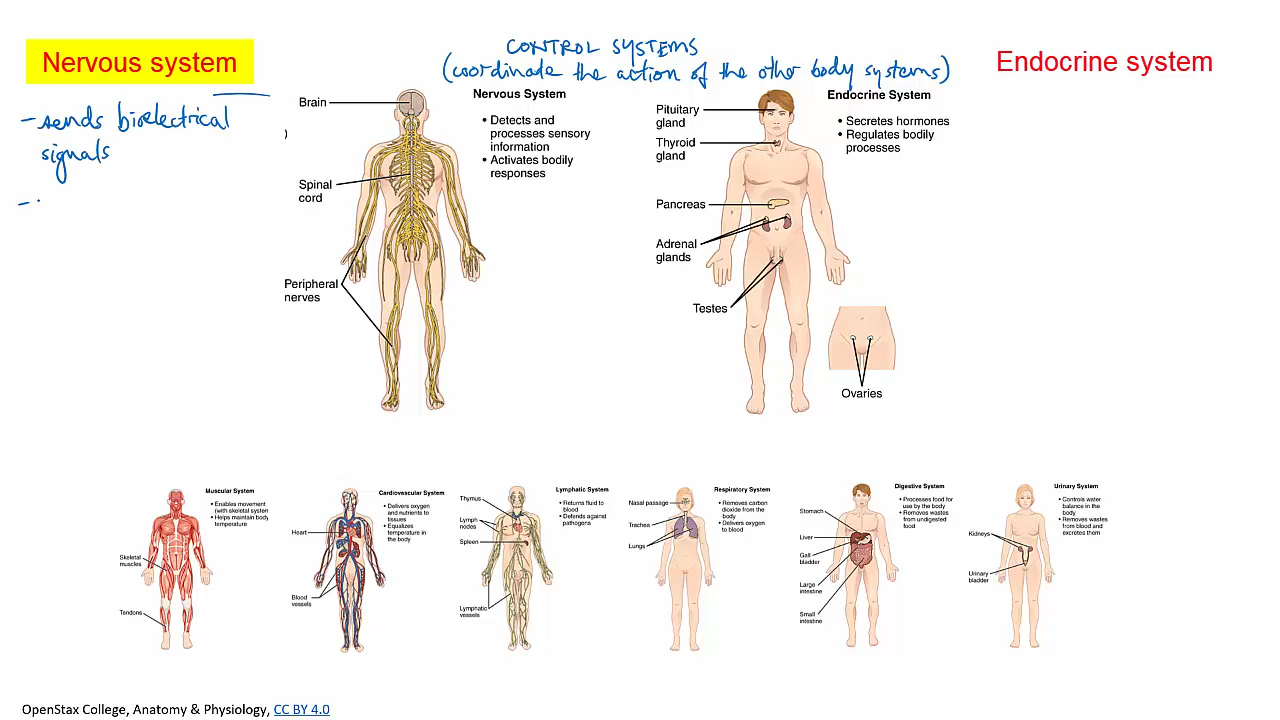 CONTROL SYSTEMS
(coordinate the action of the other body systems)
Nervous system
- sends bioelectrical
signals
-
Endocrine system
Nervous System
• Detects and
processes sensory
information
• Activates bodily
responses
Brain
)
Spinal
cord
Peripheral
nerves
Endocrine System
• Secretes hormones
• Regulates bodily
processes
Pituitary
gland
Thyroid
gland
Pancreas
Adrenal
glands
Testes
Ovaries
Muscular System
• Enables movement
(with skeletal system
• Helps maintain body
temperature
Skeletal
muscles
Tendons
Cardiovascular System
• Delivers oxygen
and nutrients to
tissues
• Equalizes
temperature in
the body
Heart
Blood
vessels
Lymphatic System
• Returns fluid to
blood
• Defends against
pathogens
Thymus
Lymph
nodes
Spleen
Lymphatic
vessels
Respiratory System
• Removes carbon
dioxide from the
body
• Delivers oxygen
to blood
Nasal passage
Trachea
Lungs
Digestive System
• Processes food for
use by the body
• Removes wastes
from undigested
food
Stomach
Liver
Gall
bladder
Large
intestine
Small
intestine
Urinary System
• Controls water
balance in the
body
• Removes wastes
from blood and
excretes them
Kidneys
Urinary
bladder
OpenStax College, Anatomy & Physiology, CC BY 4.0